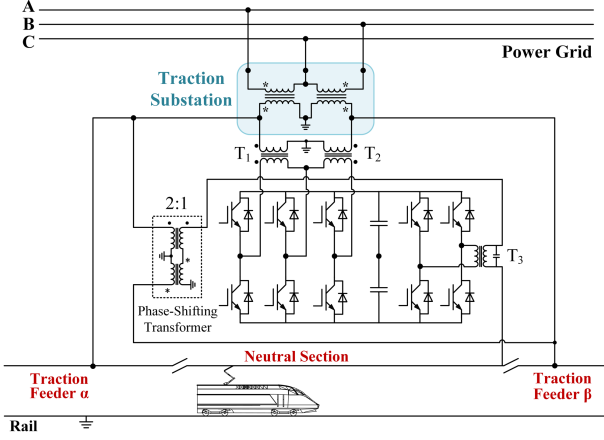 A
B
C
Power Grid
Traction
Substation
*
*
*
*
T1
T2
2:1
*
*
T3
Phase-Shifting
Transformer
Neutral Section
Traction
Feeder α
Traction
Feeder β
Rail